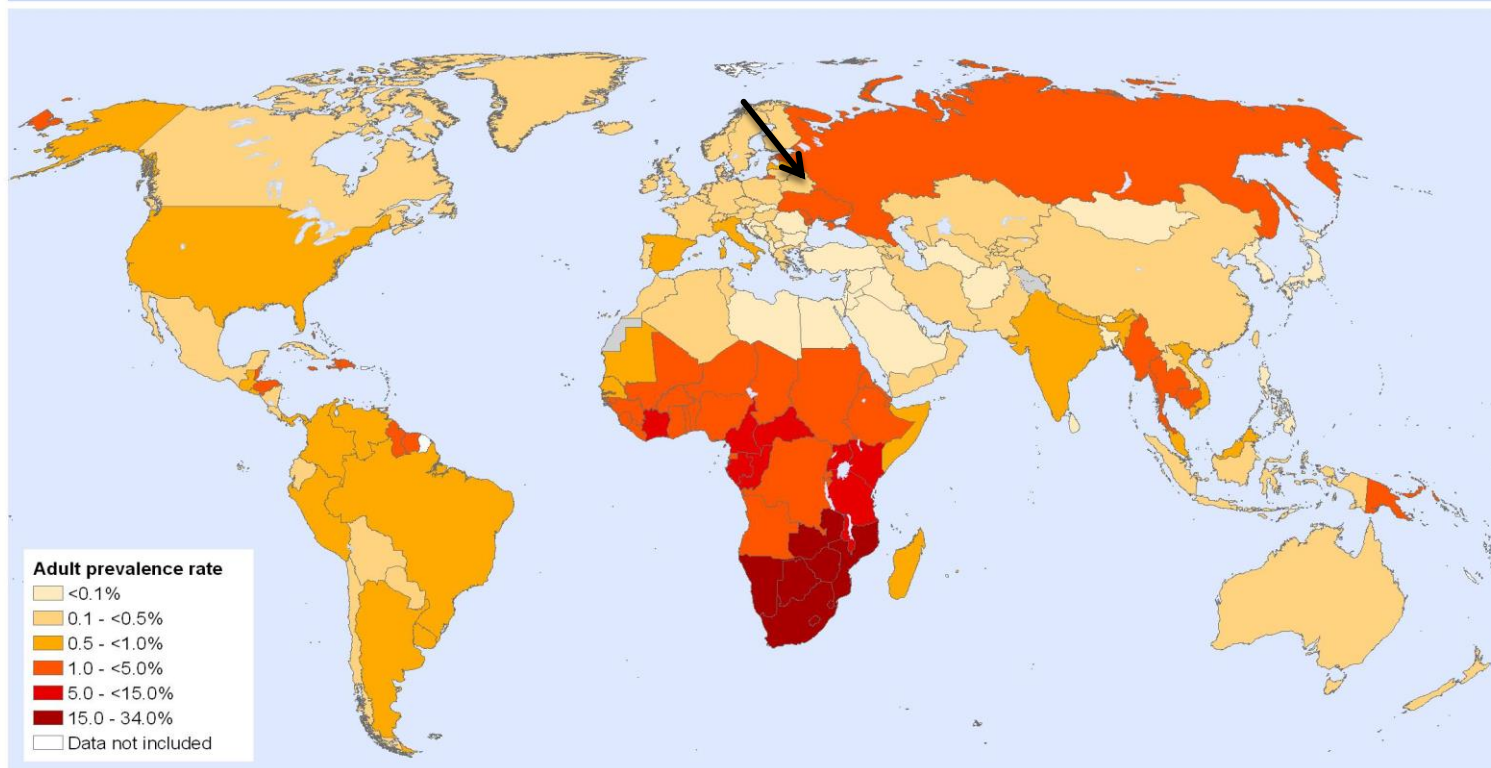 Adult prevalence rate
<0.1%
0.1 - <0.5%
0.5 - <1.0%
1.0 - <5.0%
5.0 - <15.0%
15.0 - 34.0%
Data not included